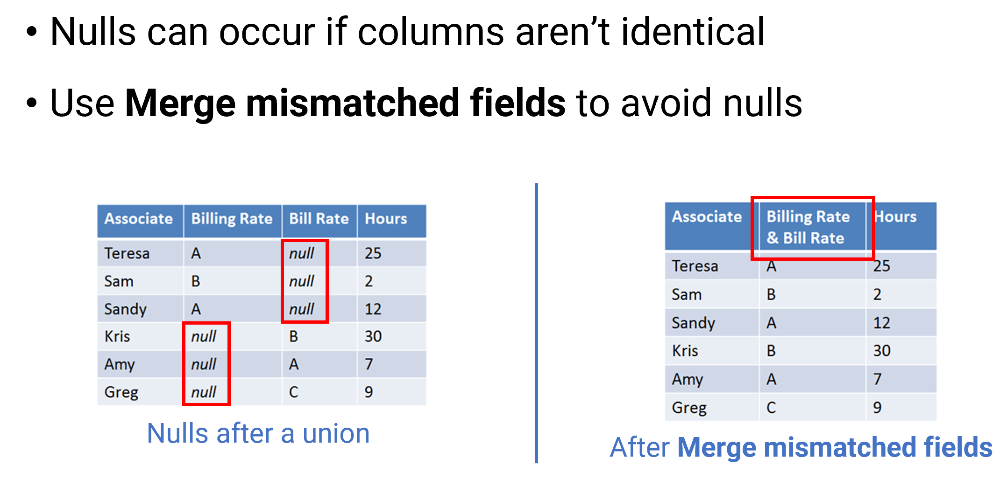 • Nulls can occur if columns aren’t identical
• Use Merge mismatched fields to avoid nulls
Associate Billing Rate Bill Rate Hours
Teresa A null 25
Sam B null 2
Sandy A null 12
Kris null B 30
Amy null A 7
Greg null C 9
Nulls after a union
Associate Billing Rate Hours
& Bill Rate
Teresa A 25
Sam B 2
Sandy A 12
Kris B 30
Amy A 7
Greg C 9
After Merge mismatched fields